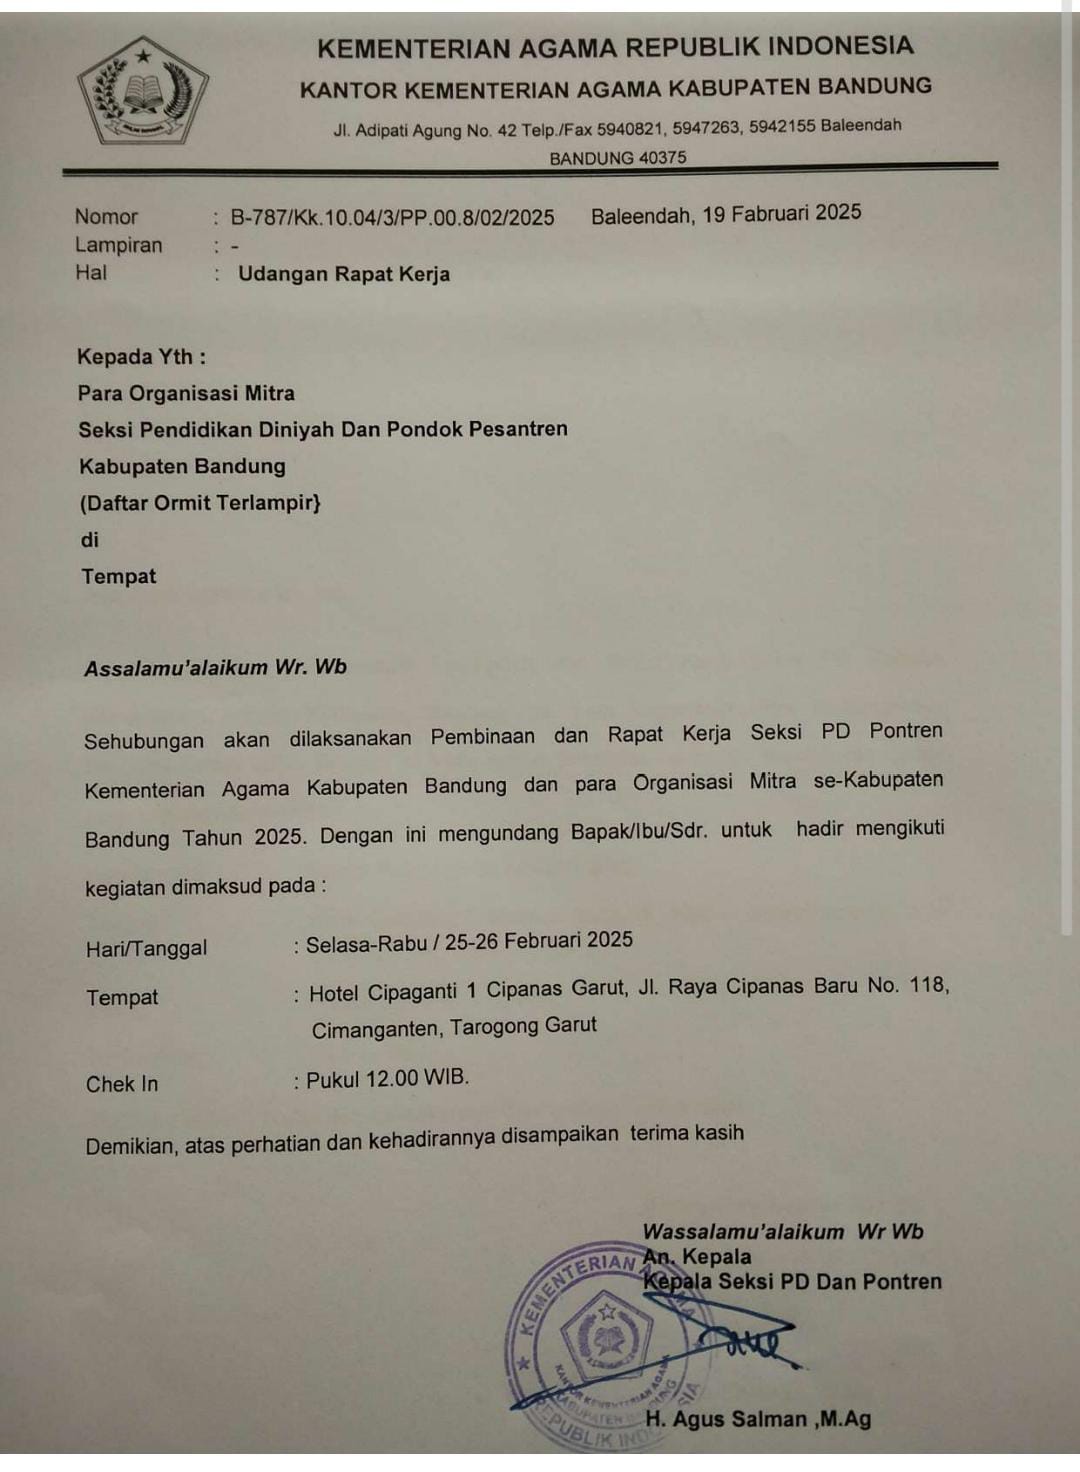 KEMENTERIAN AGAMA REPUBLIK INDONESIA
KANTOR KEMENTERIAN AGAMA KABUPATEN BANDUNG
Jl. Adipati Agung No. 42 Telp./Fax 5940821, 5947263, 5942155 Baleendah
BANDUNG 40375
Nomor : B-787/Kk.10.04/3/PP.00.8/02/2025 Baleendah, 19 Fabruari 2025
Lampiran : -
Hal : Udangan Rapat Kerja
Kepada Yth :
Para Organisasi Mitra
Seksi Pendidikan Diniyah Dan Pondok Pesantren
Kabupaten Bandung
(Daftar Ormit Terlampir}
di
Tempat
Assalamu'alaikum Wr. Wb
Sehubungan akan dilaksanakan Pembinaan dan Rapat Kerja Seksi PD Pontren
Kementerian Agama Kabupaten Bandung dan para Organisasi Mitra se-Kabupaten
Bandung Tahun 2025. Dengan ini mengundang Bapak/Ibu/Sdr. untuk hadir mengikuti
kegiatan dimaksud pada :
Hari/Tanggal : Selasa-Rabu / 25-26 Februari 2025
Tempat : Hotel Cipaganti 1 Cipanas Garut, Jl. Raya Cipanas Baru No. 118,
Cimanganten, Tarogong Garut
Chek In : Pukul 12.00 WIB.
Demikian, atas perhatian dan kehadirannya disampaikan terima kasih
Wassalamu'alaikum Wr Wb
An. Kepala
Kepala Seksi PD Dan Pontren
KEMENTERIAN AGAMA
KANTOR KEMENTERIAN AGAMA
KABUPATEN BANDUNG
REPUBLIK INDONESIA
H. Agus Salman ,M.Ag